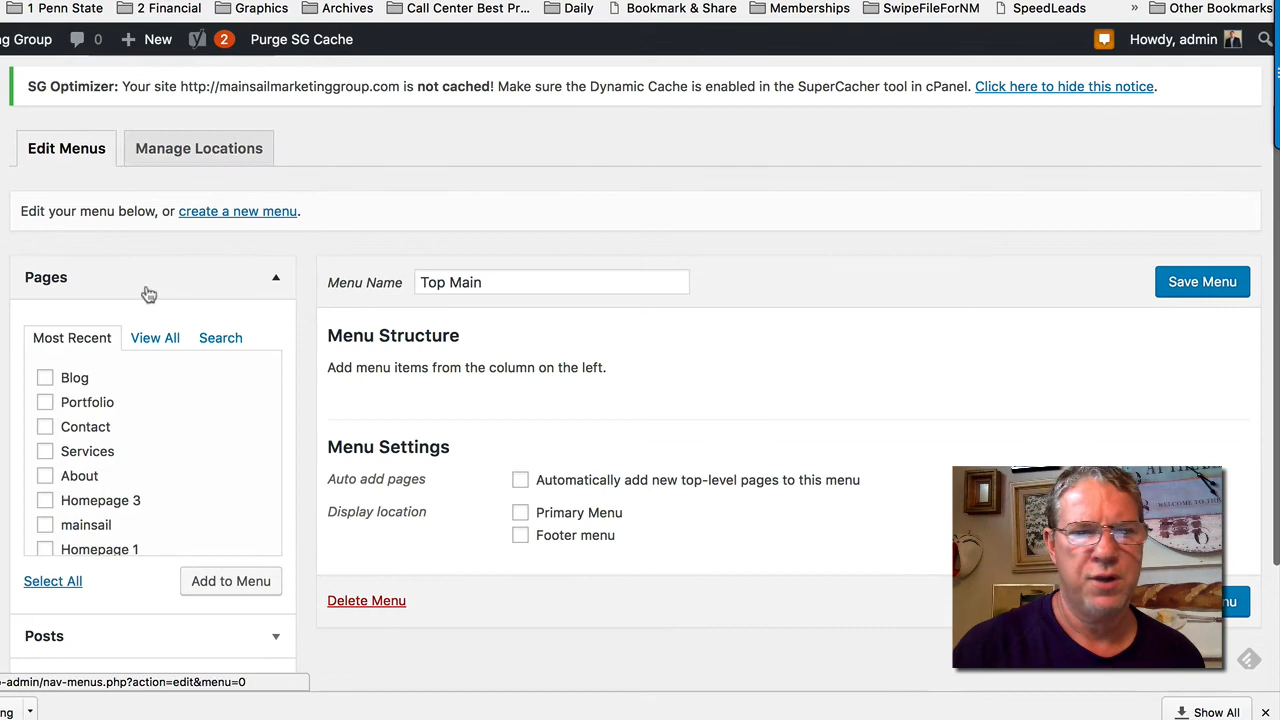 1 Penn State 2 Financial Graphics Archives Call Center Best Pr... Daily Bookmark & Share Memberships SwipeFileForNM SpeedLeads » Other Bookmarks
ng Group 0 New 2 Purge SG Cache Howdy, admin
SG Optimizer: Your site http://mainsailmarketinggroup.com is not cached! Make sure the Dynamic Cache is enabled in the SuperCacher tool in cPanel. Click here to hide this notice.
Edit Menus Manage Locations
Edit your menu below, or create a new menu.
Pages
Menu Name Top Main Save Menu
Most Recent View All Search
Menu Structure
Add menu items from the column on the left.
Blog
Portfolio
Contact
Services
About
Homepage 3
mainsail
Homepage 1
Menu Settings
Auto add pages Automatically add new top-level pages to this menu
Display location Primary Menu
Footer menu
Select All Add to Menu
Delete Menu nu
Posts
o-admin/nav-menus.php?action=edit&menu=0
ng Show All